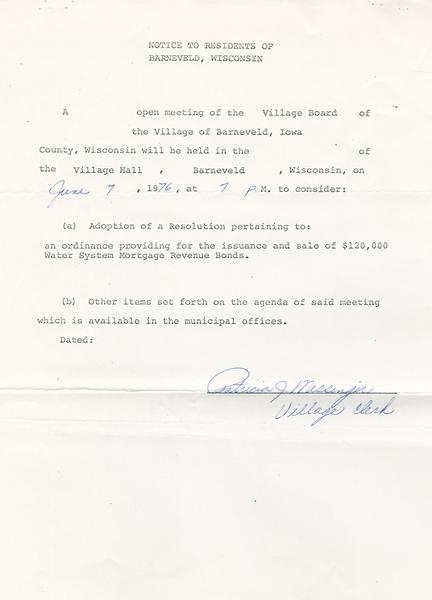 NOTICE TO RESIDENTS OF
BARNEVELD, WISCONSIN
A open meeting of the Village Board of
the Village of Barneveld, Iowa
County, Wisconsin will be held in the of
the Village Hall , Barneveld , Wisconsin, on
June 7 , 1976, at 7 P.M. to consider:
(a) Adoption of a Resolution pertaining to:
an ordinance providing for the issuance and sale of $120,000
Water System Mortgage Revenue Bonds.
(b) Other items set forth on the agenda of said meeting
which is available in the municipal offices.
Dated:
Patricia J Messinger
Village Clerk